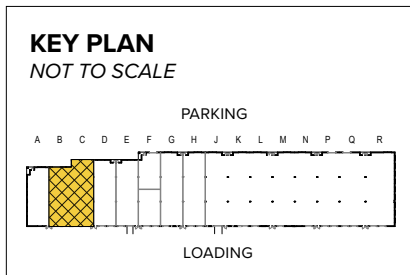 KEY PLAN
NOT TO SCALE
PARKING
A B C D E F G H J K L M N P Q R
LOADING